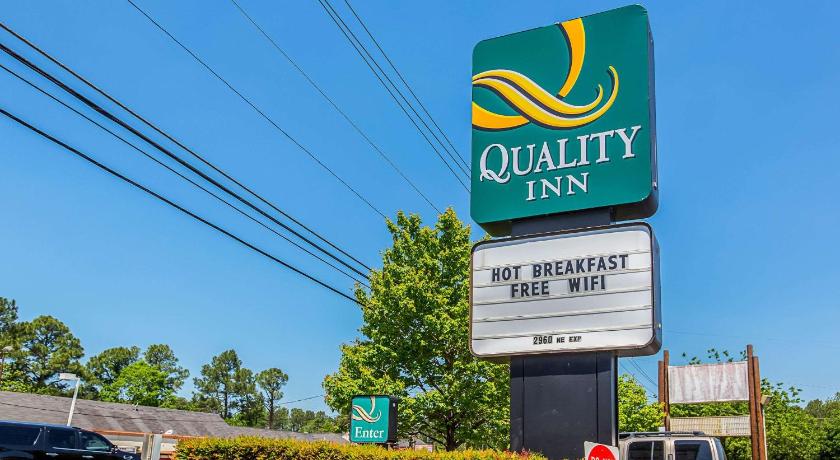 QUALITY
INN
HOT BREAKFAST
FREE WIFI
2960 NE EXP
Enter